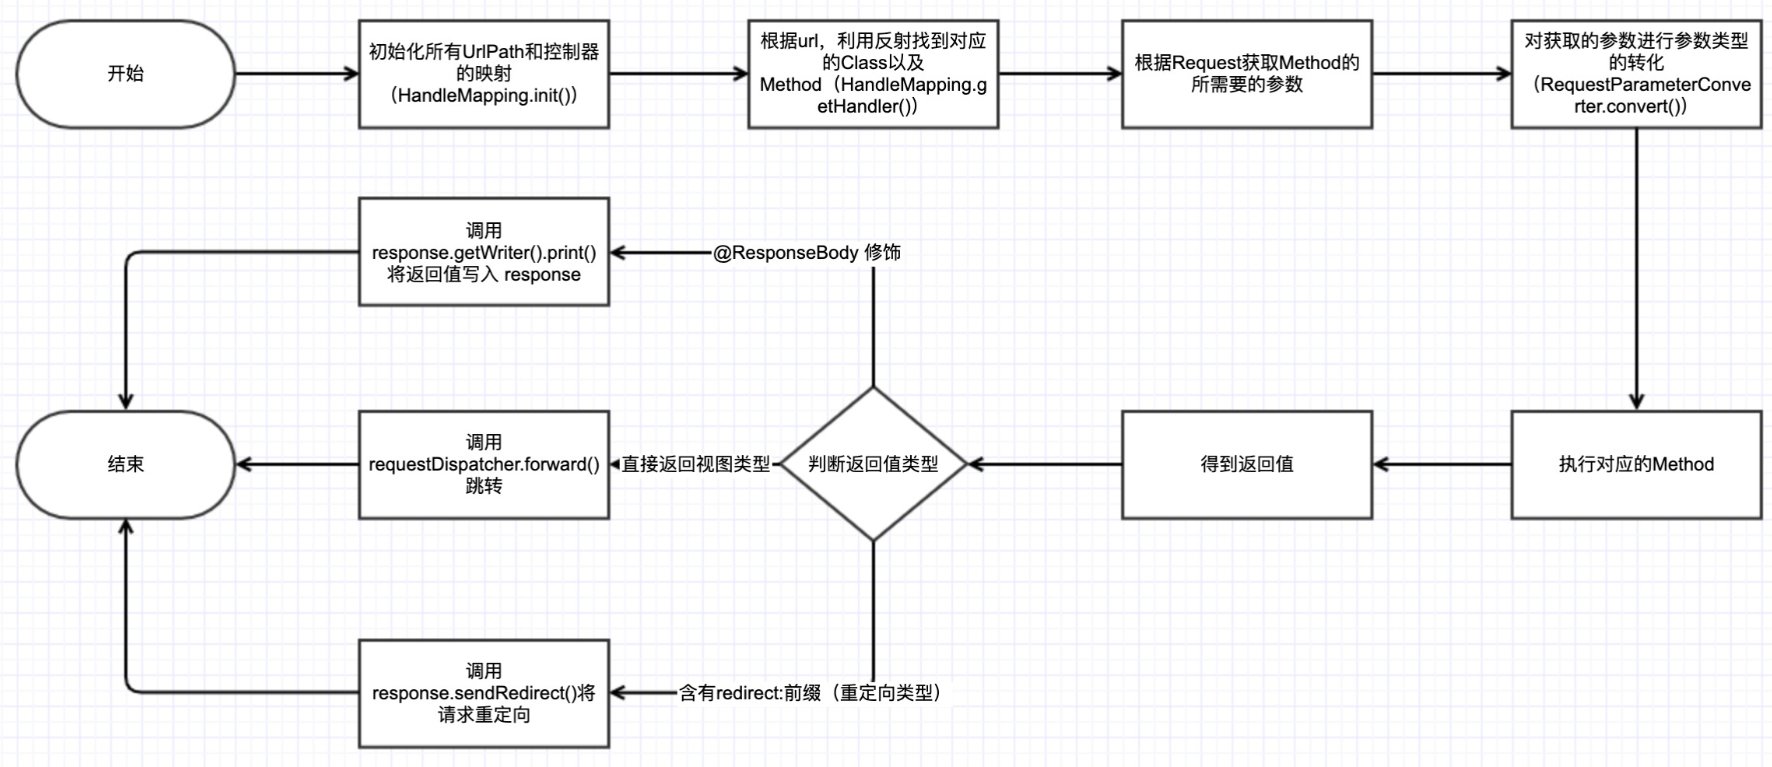 开始
初始化所有UrlPath和控制器
的映射
（HandleMapping.init()）
根据url，利用反射找到对应
的Class以及
Method（HandleMapping.g
etHandler()）
根据Request获取Method的
所需要的参数
对获取的参数进行参数类型
的转化
（RequestParameterConve
rter.convert()）
调用
response.getWriter().print()
将返回值写入 response
@ResponseBody 修饰
结束
调用
requestDispatcher.forward()
跳转
直接返回视图类型
判断返回值类型
得到返回值
执行对应的Method
调用
response.sendRedirect()将
请求重定向
含有redirect:前缀（重定向类型）